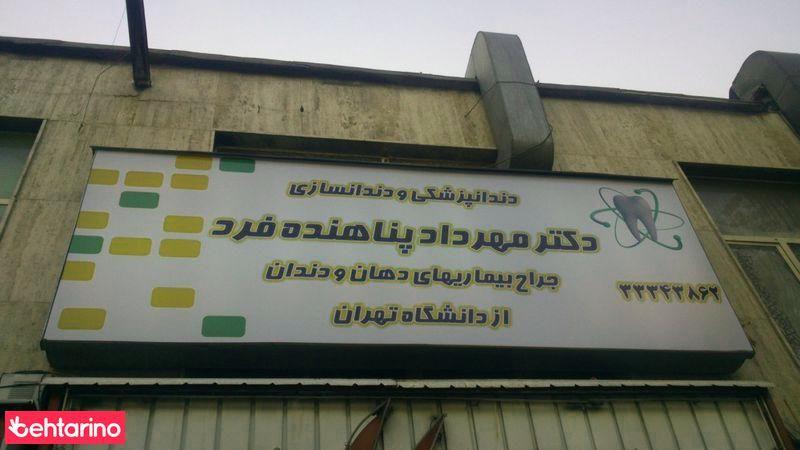 دندانپزشکی و دندانسازی
دکتر مهرداد پناهنده فرد
جراح بیماریهای دهان و دندان
از دانشگاه تهران
۳۳۳۴۳۸۶۲
behtarino